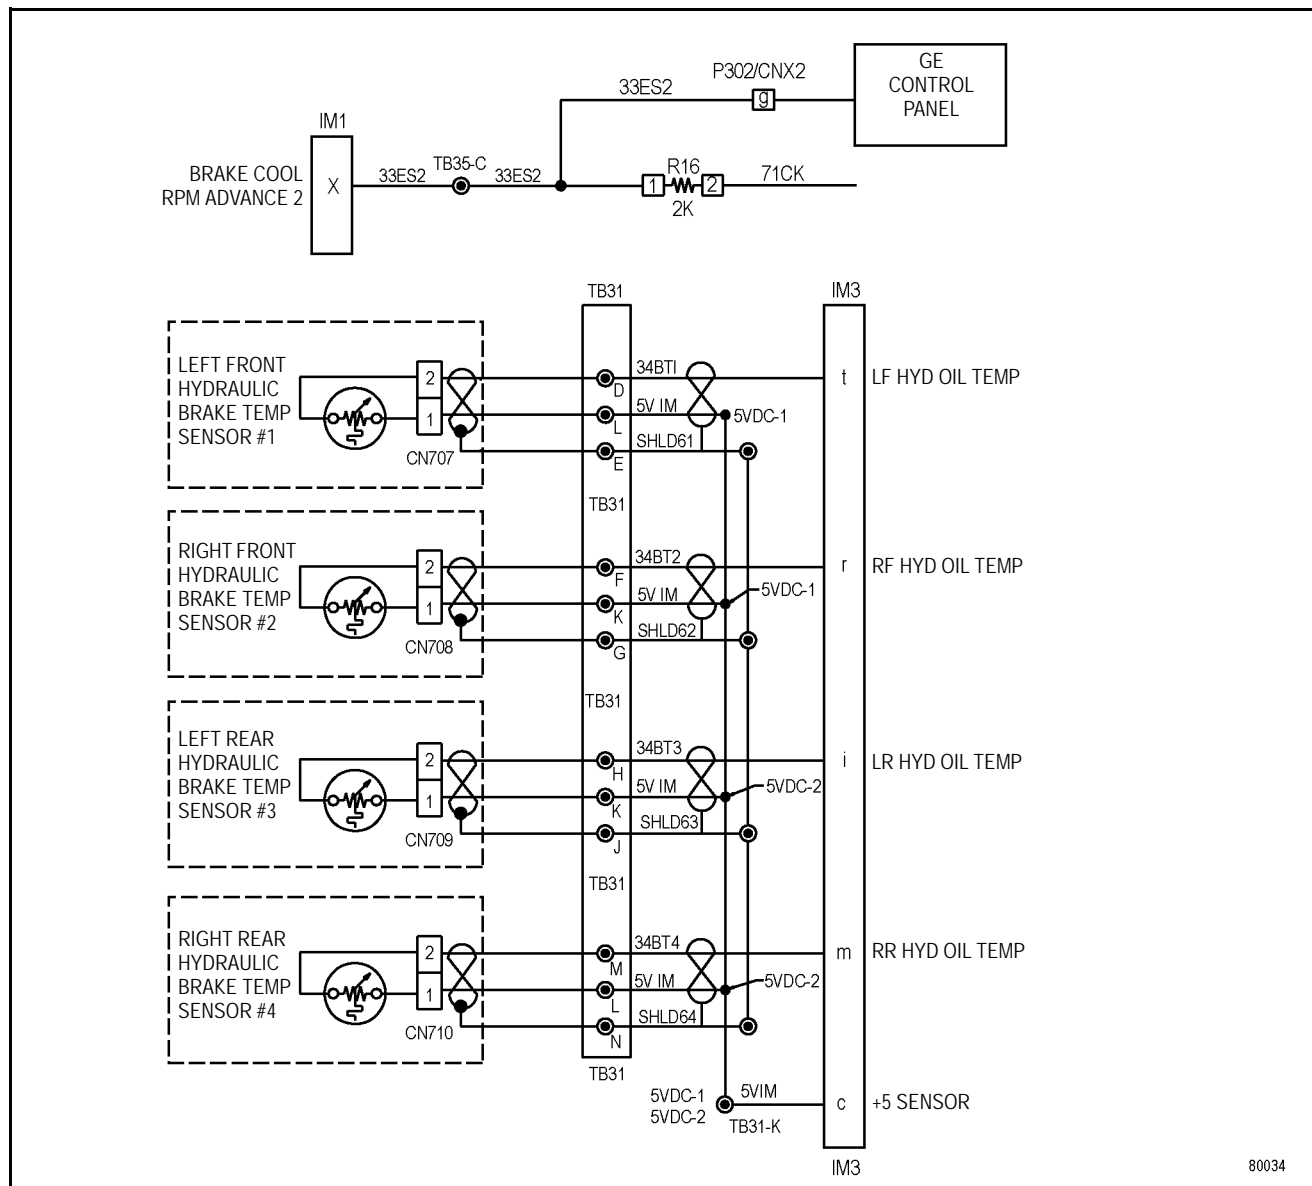 GE
CONTROL
PANEL
P302/CNX2
33ES2
g
IM1
BRAKE COOL
RPM ADVANCE 2
X
33ES2
TB35-C
33ES2
1
R16
2
2K
71CK
TB31
IM3
LEFT FRONT
HYDRAULIC
BRAKE TEMP
SENSOR #1
2
1
CN707
D
L
E
34BTI
5V IM
SHLD61
5VDC-1
t
LF HYD OIL TEMP
TB31
RIGHT FRONT
HYDRAULIC
BRAKE TEMP
SENSOR #2
2
1
CN708
F
K
G
34BT2
5V IM
SHLD62
5VDC-1
r
RF HYD OIL TEMP
TB31
LEFT REAR
HYDRAULIC
BRAKE TEMP
SENSOR #3
2
1
CN709
H
K
J
34BT3
5V IM
SHLD63
5VDC-2
i
LR HYD OIL TEMP
TB31
RIGHT REAR
HYDRAULIC
BRAKE TEMP
SENSOR #4
2
1
CN710
M
L
N
34BT4
5V IM
SHLD64
5VDC-2
m
RR HYD OIL TEMP
TB31
5VDC-1
5VDC-2
5VIM
TB31-K
c
+5 SENSOR
IM3
80034